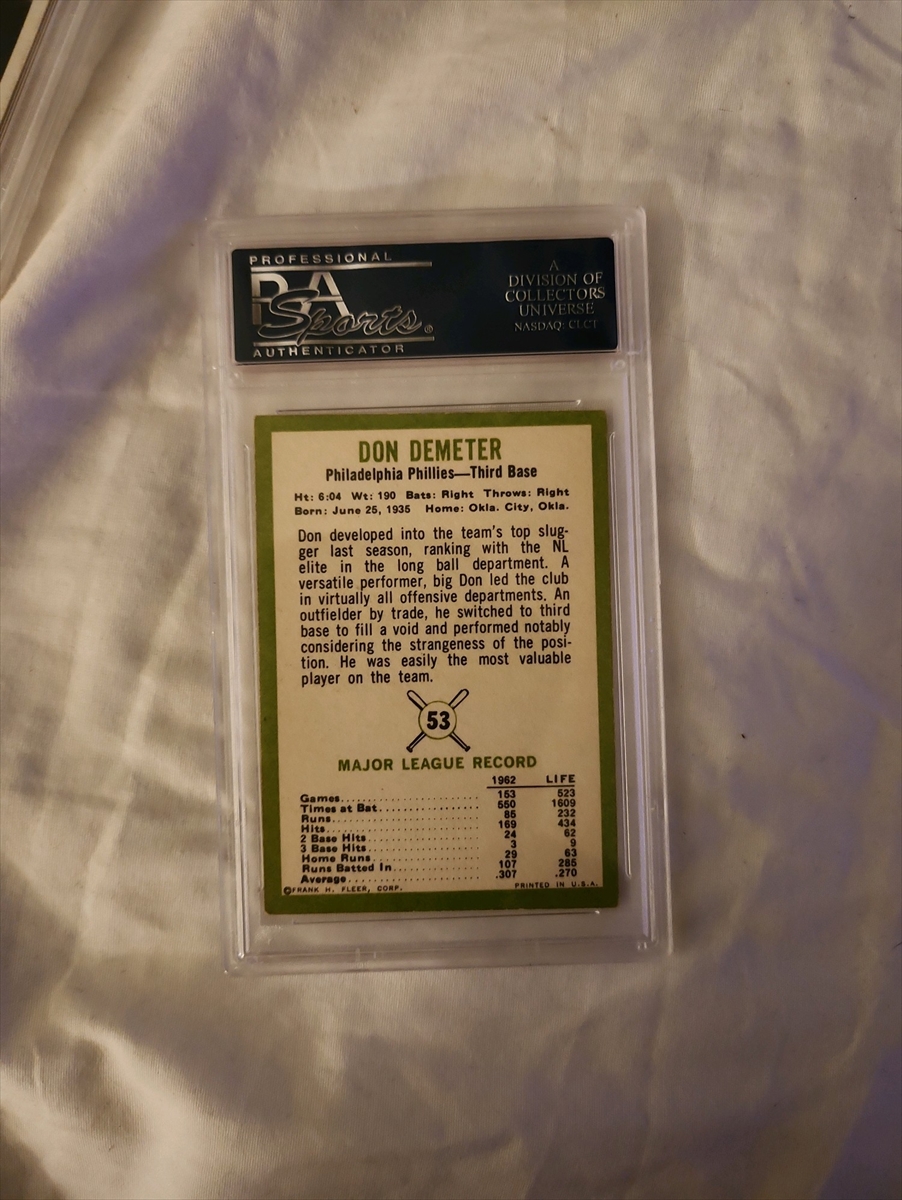 PROFESSIONAL
PSA
Sports®
AUTHENTICATOR
A
DIVISION OF
COLLECTORS
UNIVERSE
NASDAQ: CLCT
DON DEMETER
Philadelphia Phillies—Third Base
Ht: 6:04 Wt: 190 Bats: Right Throws: Right
Born: June 25, 1935 Home: Okla. City, Okla.
Don developed into the team's top slug-
ger last season, ranking with the NL
elite in the long ball department. A
versatile performer, big Don led the club
in virtually all offensive departments. An
outfielder by trade, he switched to third
base to fill a void and performed notably
considering the strangeness of the posi-
tion. He was easily the most valuable
player on the team.
53
MAJOR LEAGUE RECORD
1962 LIFE
Games 153 523
Times at Bat 550 1609
Runs 85 232
Hits 169 434
2 Base Hits 24 62
3 Base Hits 3 9
Home Runs 29 63
Runs Batted In 107 285
Average .307 .270
©FRANK H. FLEER, CORP. PRINTED IN U.S.A.